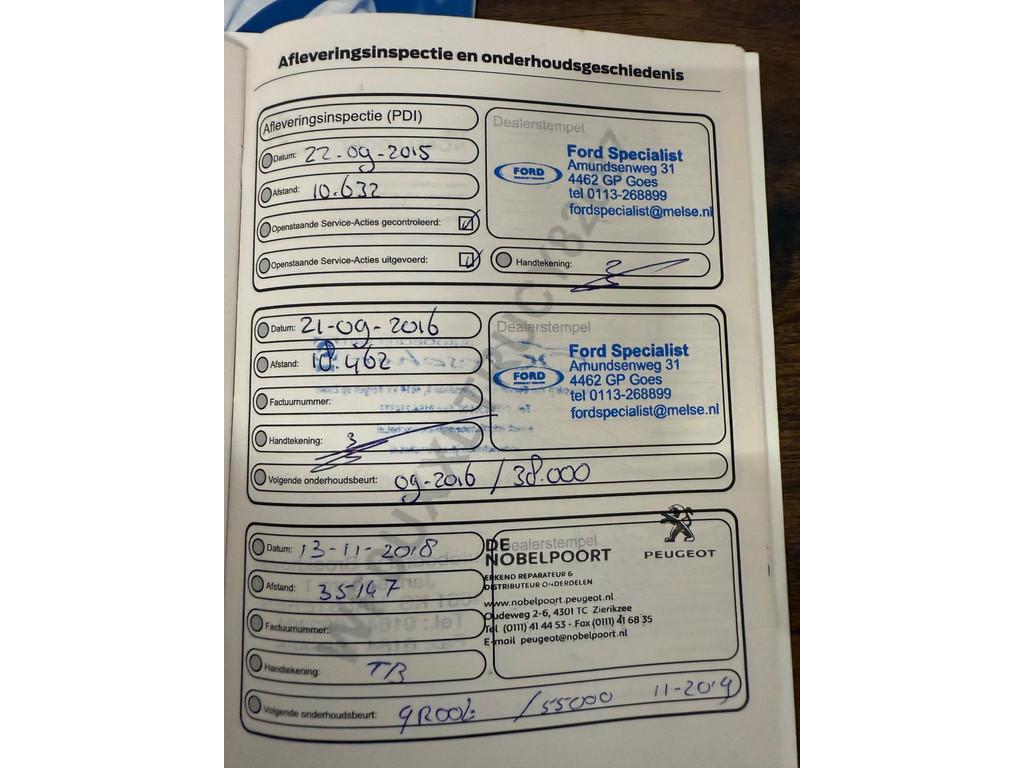 Afleveringsinspectie en onderhoudsgeschiedenis
Afleveringsinspectie (PDI)
Datum: 22-09-2015
Afstand: 10.632
Openstaande Service-Acties gecontroleerd:
Openstaande Service-Acties uitgevoerd:
Dealerstempel
FORD
Ford Specialist
Amundsenweg 31
4462 GP Goes
tel 0113-268899
fordspecialist@melse.nl
Handtekening:
Datum: 21-09-2016
Afstand: 18.462
Factuurnummer:
Handtekening:
Volgende onderhoudsbeurt: 09-2016 / 38.000
Dealerstempel
FORD
Ford Specialist
Amundsenweg 31
4462 GP Goes
tel 0113-268899
fordspecialist@melse.nl
Datum: 13-11-2018
Afstand: 35147
Factuurnummer:
Handtekening: TB
Volgende onderhoudsbeurt: groot /55000 11-2019
Dealerstempel
DE
NOBELPOORT
PEUGEOT
ERKEND REPARATEUR &
DISTRIBUTEUR ONDERDELEN
www.nobelpoort.peugeot.nl
Oudeweg 2-6, 4301 TC Zierikzee
Tel (0111) 41 44 53 - Fax (0111) 41 68 35
E-mail peugeot@nobelpoort.nl